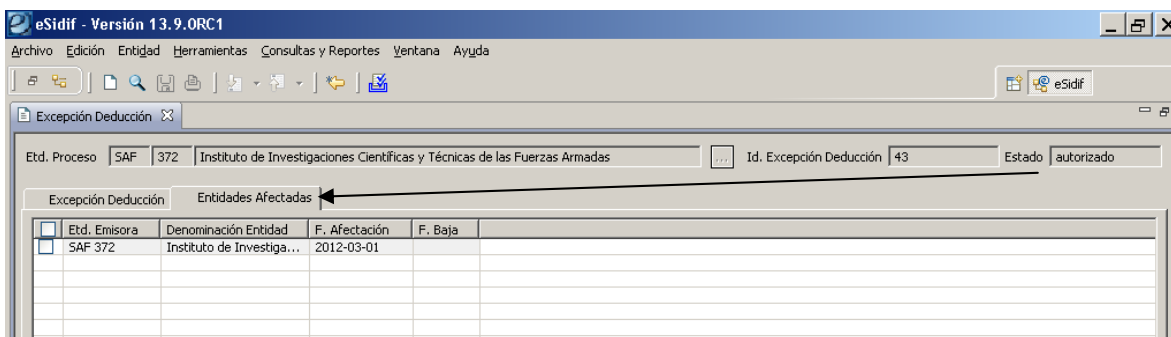 eSidif - Versión 13.9.0RC1
Archivo Edición Entidad Herramientas Consultas y Reportes Ventana Ayuda
eSidif
Excepción Deducción
Etd. Proceso SAF 372 Instituto de Investigaciones Científicas y Técnicas de las Fuerzas Armadas ... Id. Excepción Deducción 43 Estado autorizado
Excepción Deducción Entidades Afectadas
Etd. Emisora Denominación Entidad F. Afectación F. Baja
SAF 372 Instituto de Investiga... 2012-03-01